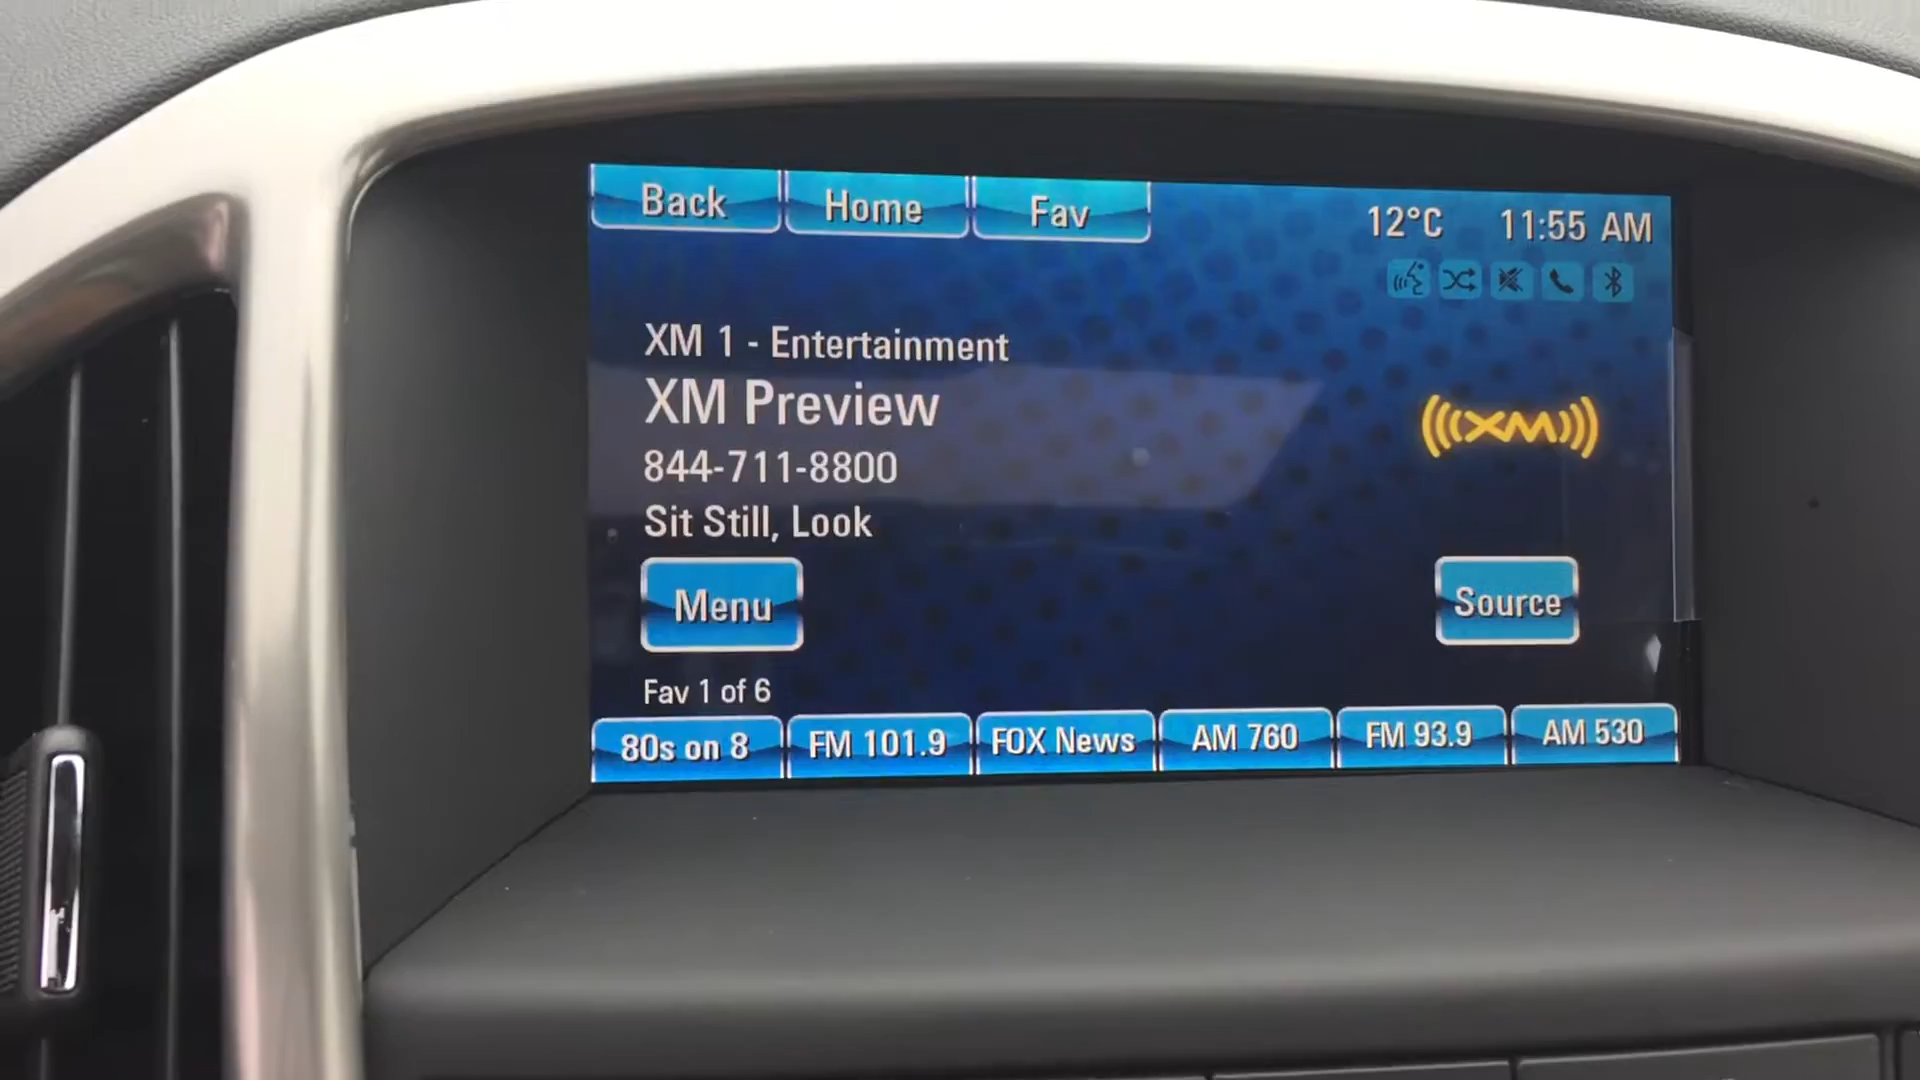 Back Home Fav
12°C 11:55 AM
XM 1 - Entertainment
XM Preview
XM
844-711-8800
Sit Still, Look
Menu Source
Fav 1 of 6
80s on 8 FM 101.9 FOX News AM 760 FM 93.9 AM 530